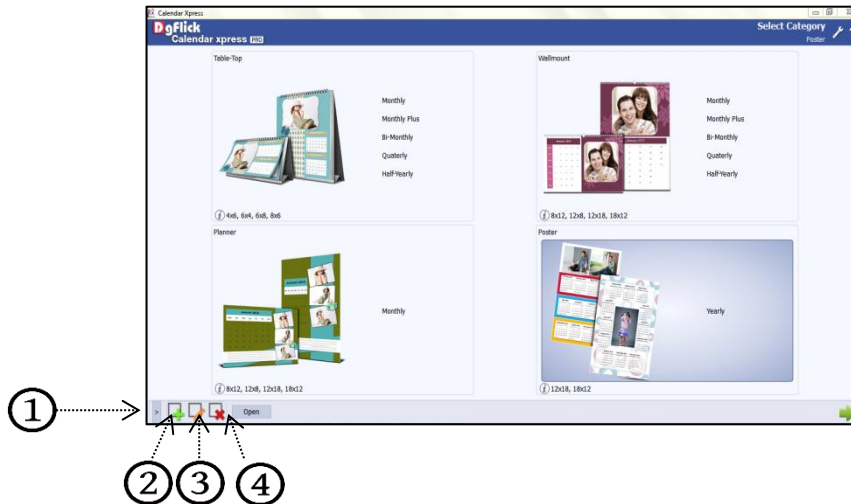 Calendar Xpress
DgFlick
Calendar xpress PRO
Select Category
Poster
Table-Top
Monthly
Monthly Plus
Bi-Monthly
Quaterly
Half-Yearly
4x6, 6x4, 6x8, 8x6
Wallmount
Monthly
Monthly Plus
Bi-Monthly
Quaterly
Half-Yearly
8x12, 12x8, 12x18, 18x12
Planner
Monthly
8x12, 12x8, 12x18, 18x12
Poster
Yearly
12x18, 18x12
> Open
1
2 3 4